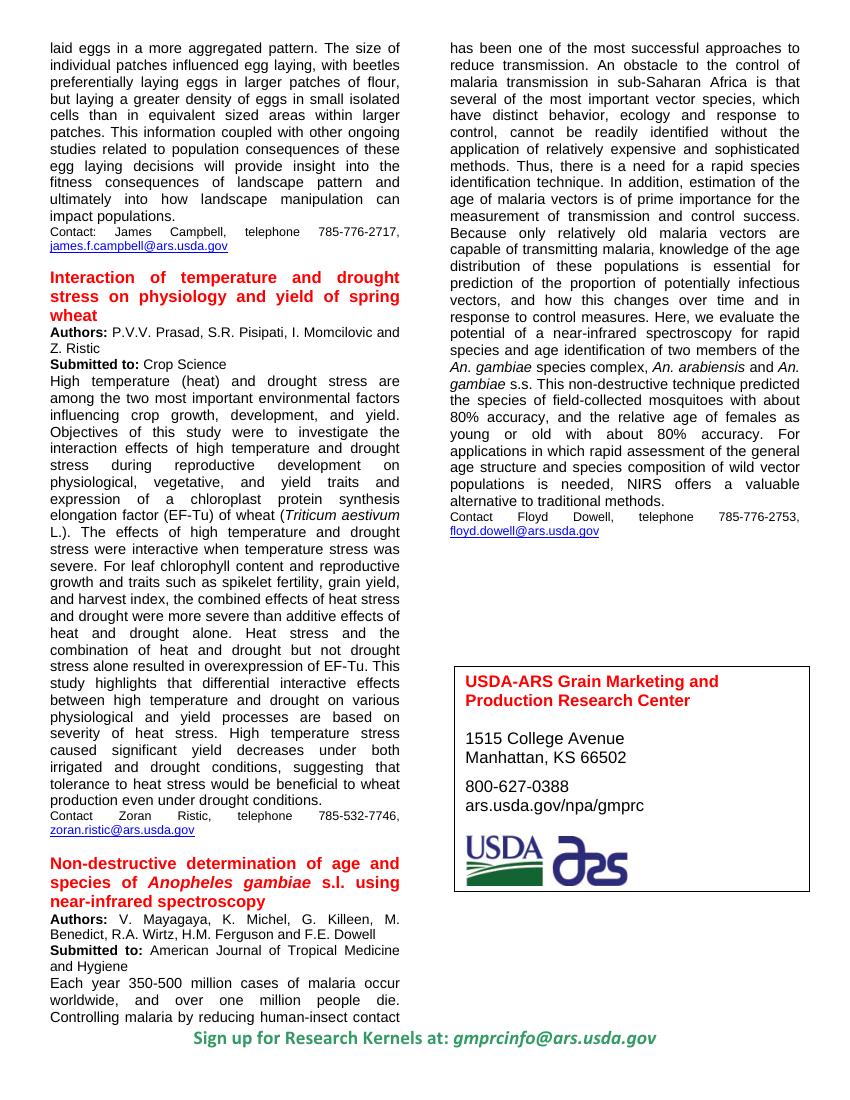 laid eggs in a more aggregated pattern. The size of
individual patches influenced egg laying, with beetles
preferentially laying eggs in larger patches of flour,
but laying a greater density of eggs in small isolated
cells than in equivalent sized areas within larger
patches. This information coupled with other ongoing
studies related to population consequences of these
egg laying decisions will provide insight into the
fitness consequences of landscape pattern and
ultimately into how landscape manipulation can
impact populations.
Contact: James Campbell, telephone 785-776-2717,
james.f.campbell@ars.usda.gov
Interaction of temperature and drought
stress on physiology and yield of spring
wheat
Authors: P.V.V. Prasad, S.R. Pisipati, I. Momcilovic and
Z. Ristic
Submitted to: Crop Science
High temperature (heat) and drought stress are
among the two most important environmental factors
influencing crop growth, development, and yield.
Objectives of this study were to investigate the
interaction effects of high temperature and drought
stress during reproductive development on
physiological, vegetative, and yield traits and
expression of a chloroplast protein synthesis
elongation factor (EF-Tu) of wheat (Triticum aestivum
L.). The effects of high temperature and drought
stress were interactive when temperature stress was
severe. For leaf chlorophyll content and reproductive
growth and traits such as spikelet fertility, grain yield,
and harvest index, the combined effects of heat stress
and drought were more severe than additive effects of
heat and drought alone. Heat stress and the
combination of heat and drought but not drought
stress alone resulted in overexpression of EF-Tu. This
study highlights that differential interactive effects
between high temperature and drought on various
physiological and yield processes are based on
severity of heat stress. High temperature stress
caused significant yield decreases under both
irrigated and drought conditions, suggesting that
tolerance to heat stress would be beneficial to wheat
production even under drought conditions.
Contact Zoran Ristic, telephone 785-532-7746,
zoran.ristic@ars.usda.gov
Non-destructive determination of age and
species of Anopheles gambiae s.l. using
near-infrared spectroscopy
Authors: V. Mayagaya, K. Michel, G. Killeen, M.
Benedict, R.A. Wirtz, H.M. Ferguson and F.E. Dowell
Submitted to: American Journal of Tropical Medicine
and Hygiene
Each year 350-500 million cases of malaria occur
worldwide, and over one million people die.
Controlling malaria by reducing human-insect contact
has been one of the most successful approaches to
reduce transmission. An obstacle to the control of
malaria transmission in sub-Saharan Africa is that
several of the most important vector species, which
have distinct behavior, ecology and response to
control, cannot be readily identified without the
application of relatively expensive and sophisticated
methods. Thus, there is a need for a rapid species
identification technique. In addition, estimation of the
age of malaria vectors is of prime importance for the
measurement of transmission and control success.
Because only relatively old malaria vectors are
capable of transmitting malaria, knowledge of the age
distribution of these populations is essential for
prediction of the proportion of potentially infectious
vectors, and how this changes over time and in
response to control measures. Here, we evaluate the
potential of a near-infrared spectroscopy for rapid
species and age identification of two members of the
An. gambiae species complex, An. arabiensis and An.
gambiae s.s. This non-destructive technique predicted
the species of field-collected mosquitoes with about
80% accuracy, and the relative age of females as
young or old with about 80% accuracy. For
applications in which rapid assessment of the general
age structure and species composition of wild vector
populations is needed, NIRS offers a valuable
alternative to traditional methods.
Contact Floyd Dowell, telephone 785-776-2753,
floyd.dowell@ars.usda.gov
USDA-ARS Grain Marketing and
Production Research Center
1515 College Avenue
Manhattan, KS 66502
800-627-0388
ars.usda.gov/npa/gmprc
USDA ars
Sign up for Research Kernels at: gmprcinfo@ars.usda.gov